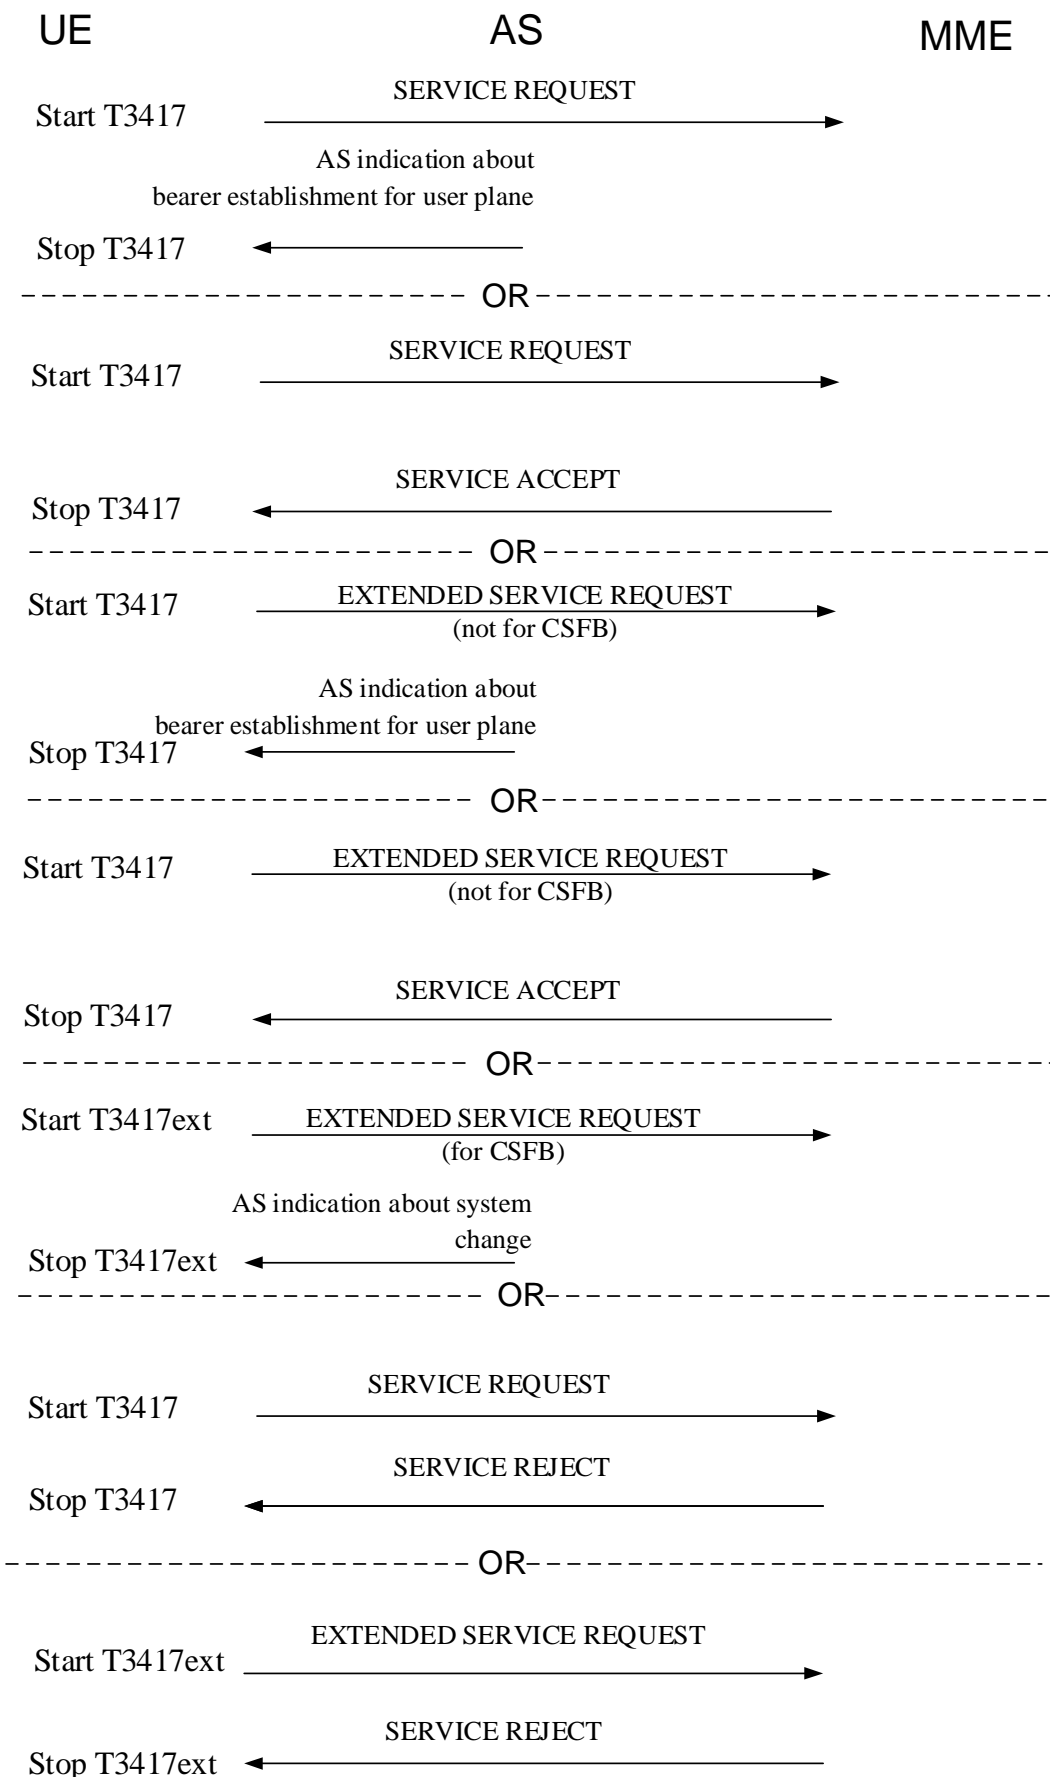 UE AS MME
SERVICE REQUEST
Start T3417
AS indication about
bearer establishment for user plane
Stop T3417
OR
SERVICE REQUEST
Start T3417
SERVICE ACCEPT
Stop T3417
OR
EXTENDED SERVICE REQUEST
Start T3417
(not for CSFB)
AS indication about
bearer establishment for user plane
Stop T3417
OR
EXTENDED SERVICE REQUEST
Start T3417
(not for CSFB)
SERVICE ACCEPT
Stop T3417
OR
EXTENDED SERVICE REQUEST
Start T3417ext
(for CSFB)
AS indication about system
change
Stop T3417ext
OR
SERVICE REQUEST
Start T3417
SERVICE REJECT
Stop T3417
OR
EXTENDED SERVICE REQUEST
Start T3417ext
SERVICE REJECT
Stop T3417ext